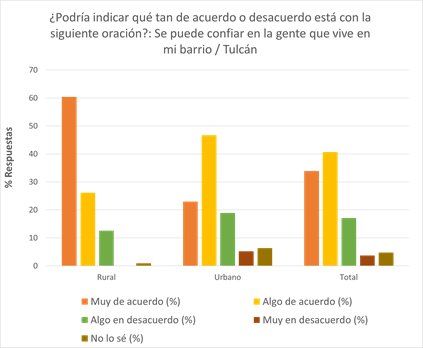 ¿Podría indicar qué tan de acuerdo o desacuerdo está con la
siguiente oración?: Se puede confiar en la gente que vive en
mi barrio / Tulcán
% Respuestas
70
60
50
40
30
20
10
0
Rural
Urbano
Total
Muy de acuerdo (%)
Algo de acuerdo (%)
Algo en desacuerdo (%)
Muy en desacuerdo (%)
No lo sé (%)